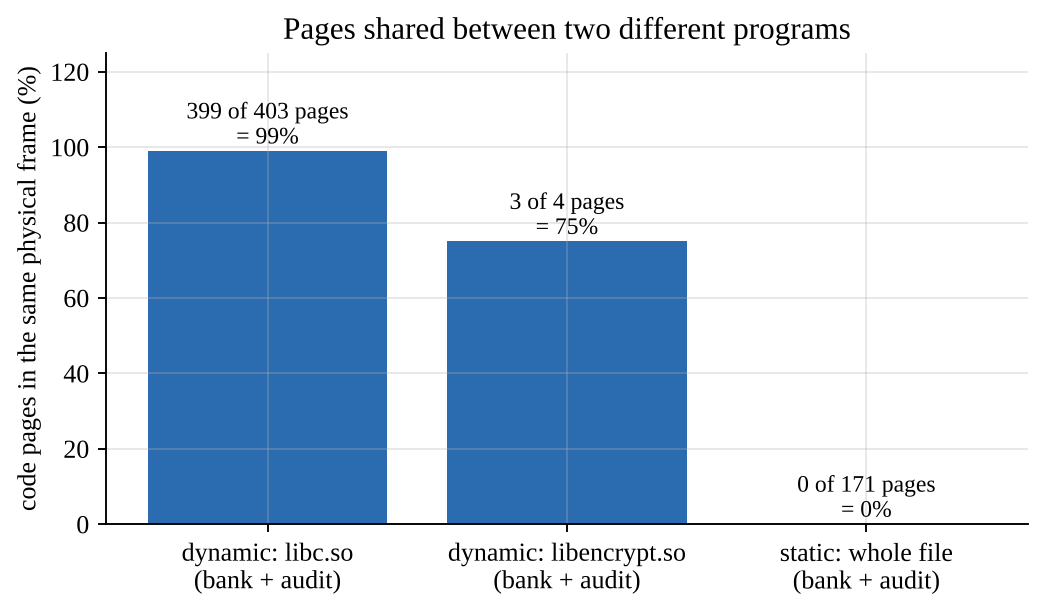 Pages shared between two different programs
code pages in the same physical frame (%)
120
100
80
60
40
20
0
399 of 403 pages
= 99%
3 of 4 pages
= 75%
0 of 171 pages
= 0%
dynamic: libc.so
(bank + audit)
dynamic: libencrypt.so
(bank + audit)
static: whole file
(bank + audit)